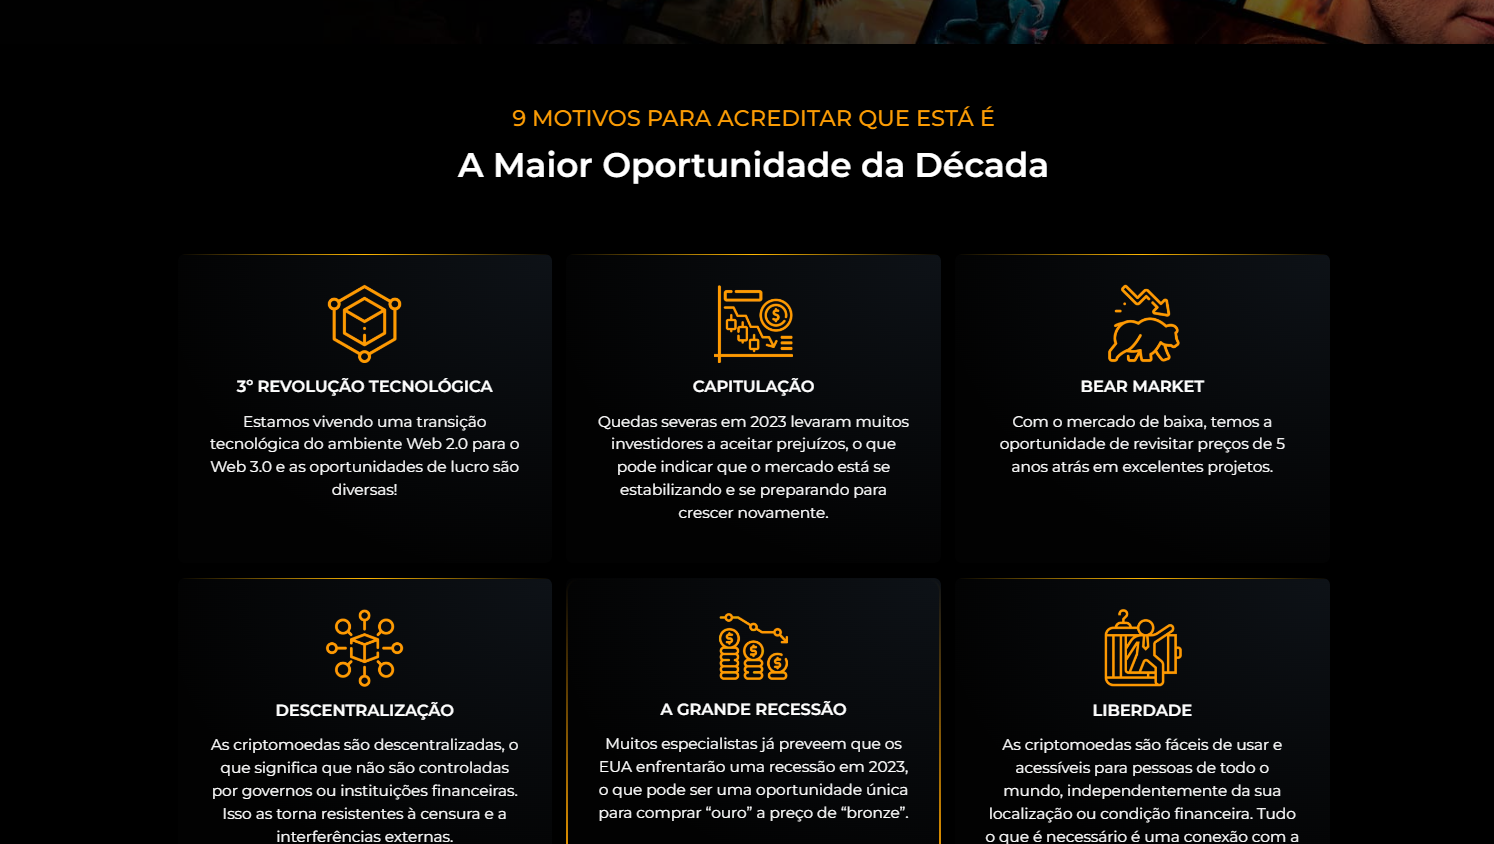 9 MOTIVOS PARA ACREDITAR QUE ESTÁ É
A Maior Oportunidade da Década
3º REVOLUÇÃO TECNOLÓGICA
Estamos vivendo uma transição
tecnológica do ambiente Web 2.0 para o
Web 3.0 e as oportunidades de lucro são
diversas!
CAPITULAÇÃO
Quedas severas em 2023 levaram muitos
investidores a aceitar prejuízos, o que
pode indicar que o mercado está se
estabilizando e se preparando para
crescer novamente.
BEAR MARKET
Com o mercado de baixa, temos a
oportunidade de revisitar preços de 5
anos atrás em excelentes projetos.
DESCENTRALIZAÇÃO
As criptomoedas são descentralizadas, o
que significa que não são controladas
por governos ou instituições financeiras.
Isso as torna resistentes à censura e a
interferências externas.
A GRANDE RECESSÃO
Muitos especialistas já preveem que os
EUA enfrentarão uma recessão em 2023,
o que pode ser uma oportunidade única
para comprar “ouro” a preço de “bronze”.
LIBERDADE
As criptomoedas são fáceis de usar e
acessíveis para pessoas de todo o
mundo, independentemente da sua
localização ou condição financeira. Tudo
o que é necessário é uma conexão com a